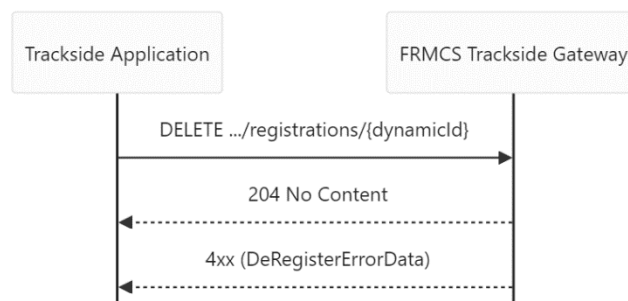 Trackside Application
FRMCS Trackside Gateway
DELETE .../registrations/{dynamicId}
204 No Content
4xx (DeRegisterErrorData)